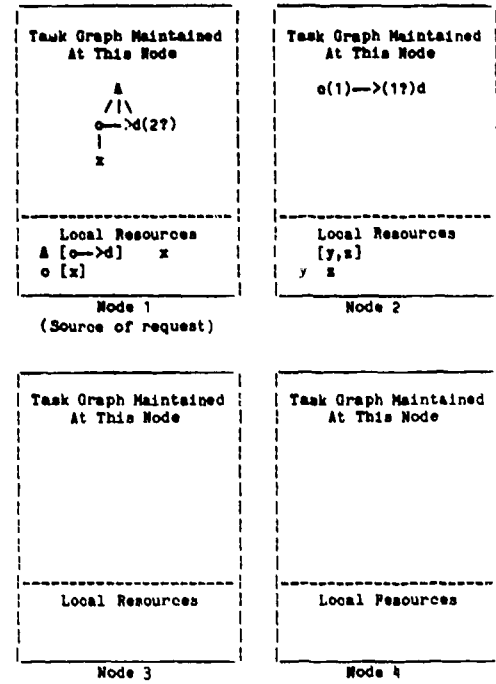 Task Graph Maintained
At This Node
A
/ | \
o-->d(2?)
|
x
Local Resources
A [o-->d] x
o [x]
Node 1
(Source of request)
Task Graph Maintained
At This Node
o(1)-->(1?)d
Local Resources
[y,z]
y z
Node 2
Task Graph Maintained
At This Node
Local Resources
Node 3
Task Graph Maintained
At This Node
Local Resources
Node 4